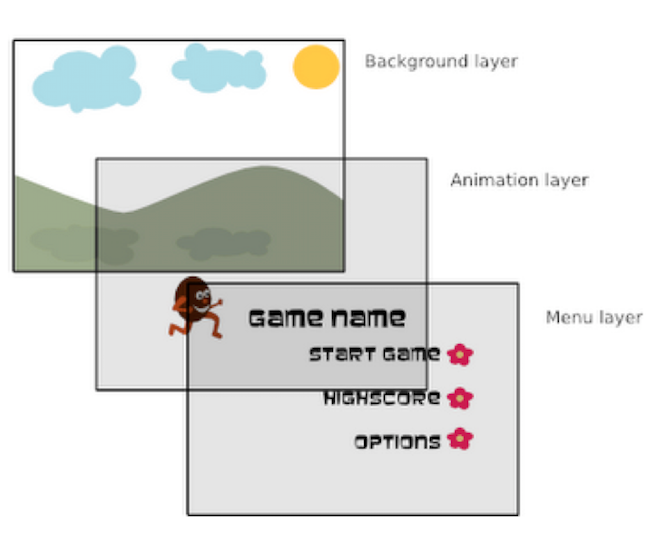 Background layer
Animation layer
Menu layer
Game name
Start Game
Highscore
Options